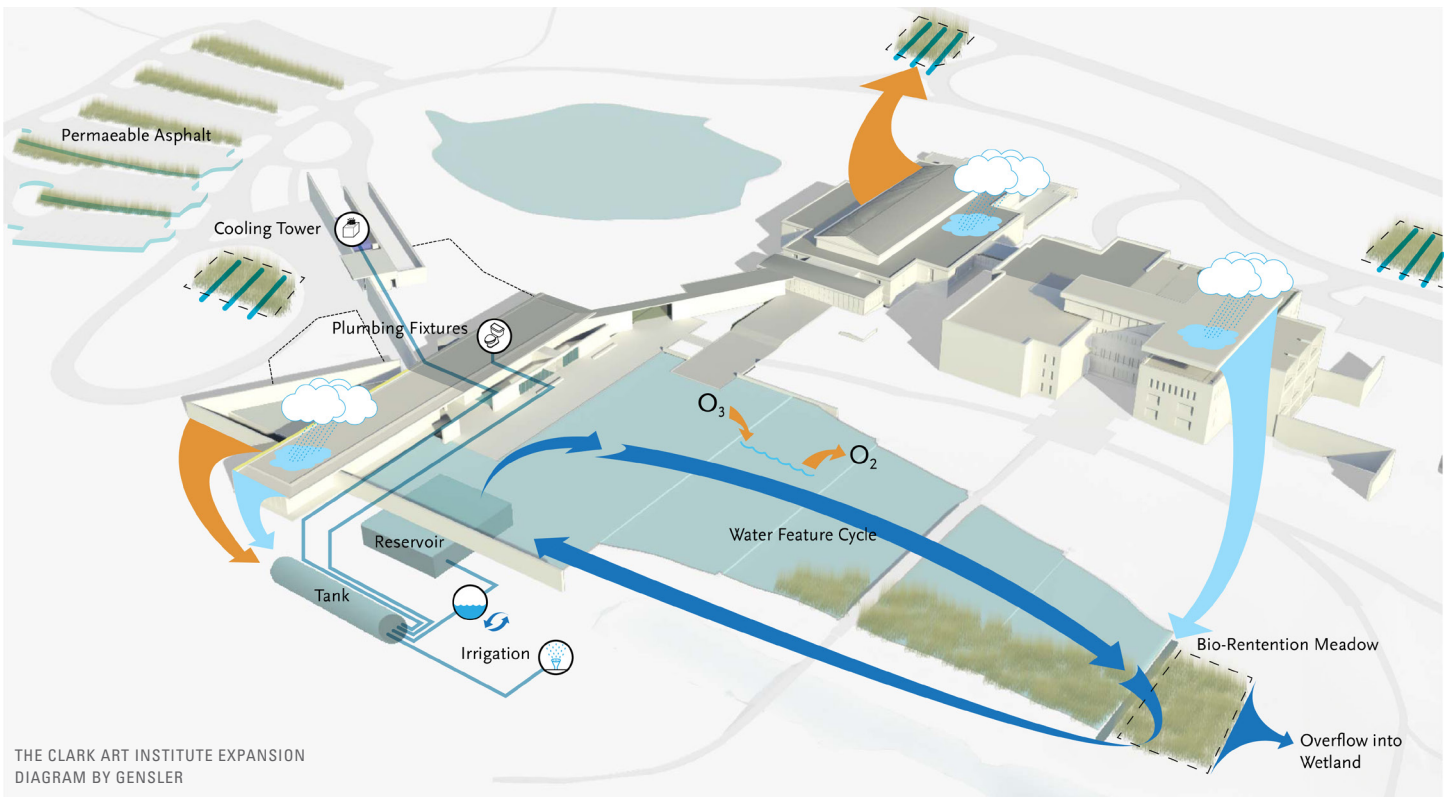 Permaeable Asphalt
Cooling Tower
Plumbing Fixtures
O3
O2
Water Feature Cycle
Reservoir
Tank
Irrigation
Bio-Rentention Meadow
Overflow into
Wetland
THE CLARK ART INSTITUTE EXPANSION
DIAGRAM BY GENSLER